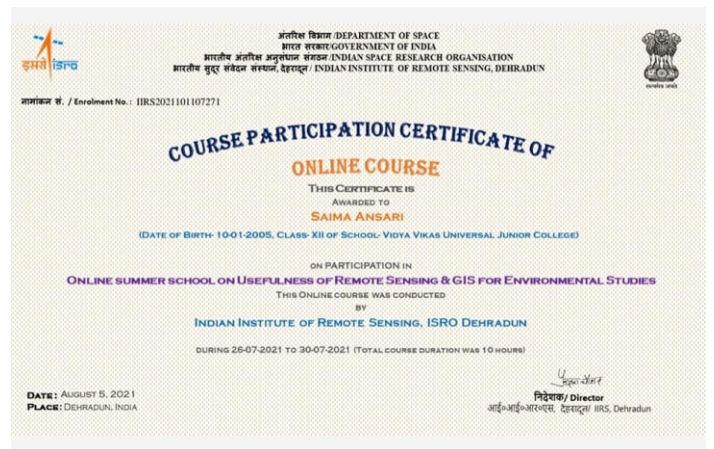 अंतरिक्ष विभाग /DEPARTMENT OF SPACE
भारत सरकार/GOVERNMENT OF INDIA
भारतीय अंतरिक्ष अनुसंधान संगठन/INDIAN SPACE RESEARCH ORGANISATION
भारतीय सुदूर संवेदन संस्थान, देहरादून/ INDIAN INSTITUTE OF REMOTE SENSING, DEHRADUN
इसरो isro
सत्यमेव जयते
नामांकन सं. / Enrolment No.: IIRS2021101107271
COURSE PARTICIPATION CERTIFICATE OF
ONLINE COURSE
THIS CERTIFICATE IS
AWARDED TO
SAIMA ANSARI
(DATE OF BIRTH- 10-01-2005, CLASS- XII OF SCHOOL- VIDYA VIKAS UNIVERSAL JUNIOR COLLEGE)
ON PARTICIPATION IN
ONLINE SUMMER SCHOOL ON USEFULNESS OF REMOTE SENSING & GIS FOR ENVIRONMENTAL STUDIES
THIS ONLINE COURSE WAS CONDUCTED
BY
INDIAN INSTITUTE OF REMOTE SENSING, ISRO DEHRADUN
DURING 26-07-2021 TO 30-07-2021 (TOTAL COURSE DURATION WAS 10 HOURS)
DATE: AUGUST 5, 2021
PLACE: DEHRADUN, INDIA
निदेशक/ Director
आई०आई०आर०एस, देहरादून/ IIRS, Dehradun